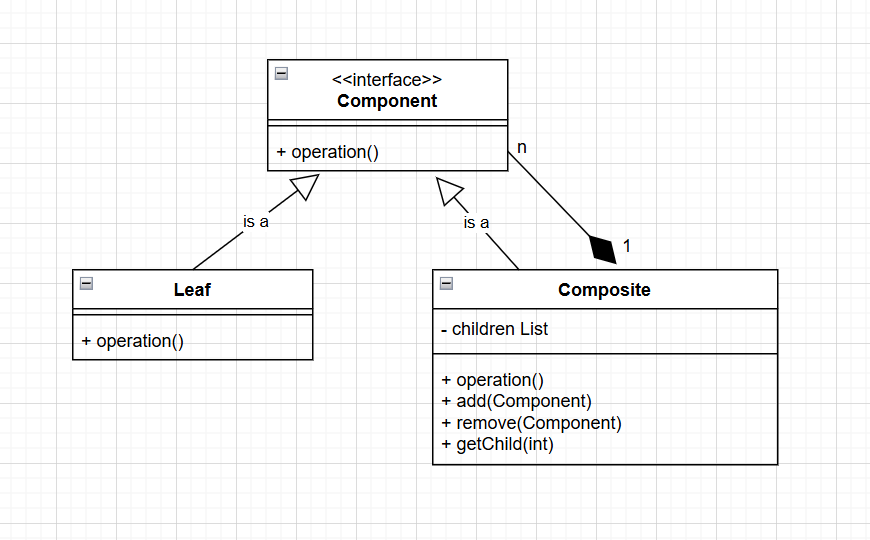 <<interface>>
Component
+ operation()
n
is a
is a
1
Leaf
+ operation()
Composite
- children List
+ operation()
+ add(Component)
+ remove(Component)
+ getChild(int)